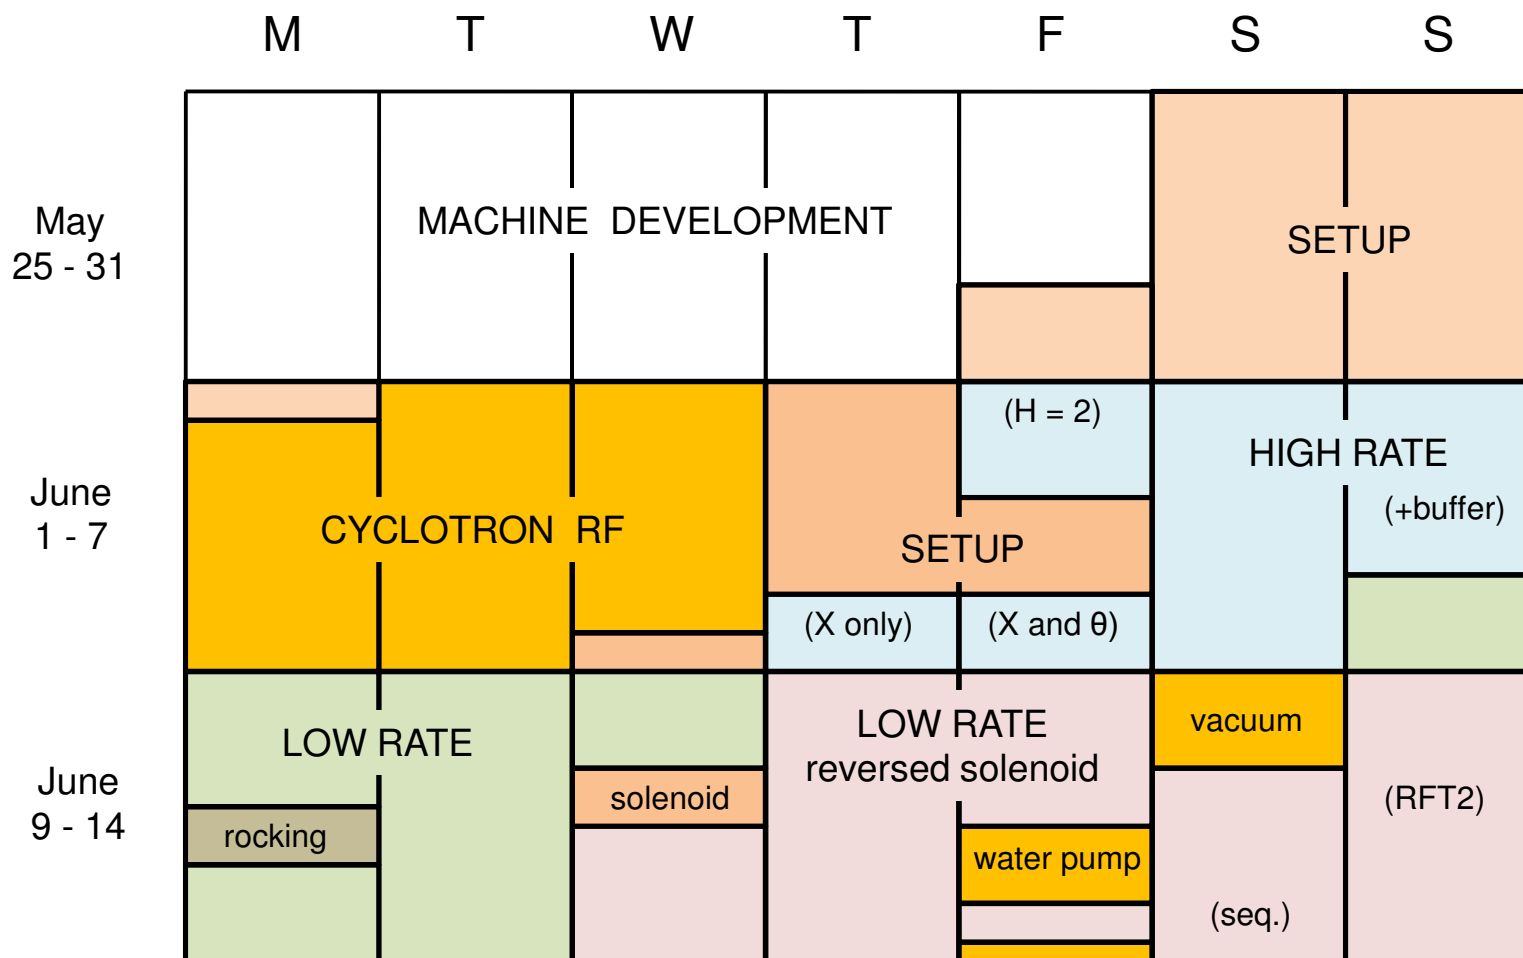 M T W T F S S
May
25 - 31
MACHINE DEVELOPMENT
SETUP
June
1 - 7
CYCLOTRON RF
SETUP
(X only)
(H = 2)
(X and θ)
HIGH RATE
(+buffer)
June
9 - 14
LOW RATE
rocking
solenoid
LOW RATE
reversed solenoid
water pump
vacuum
(seq.)
(RFT2)